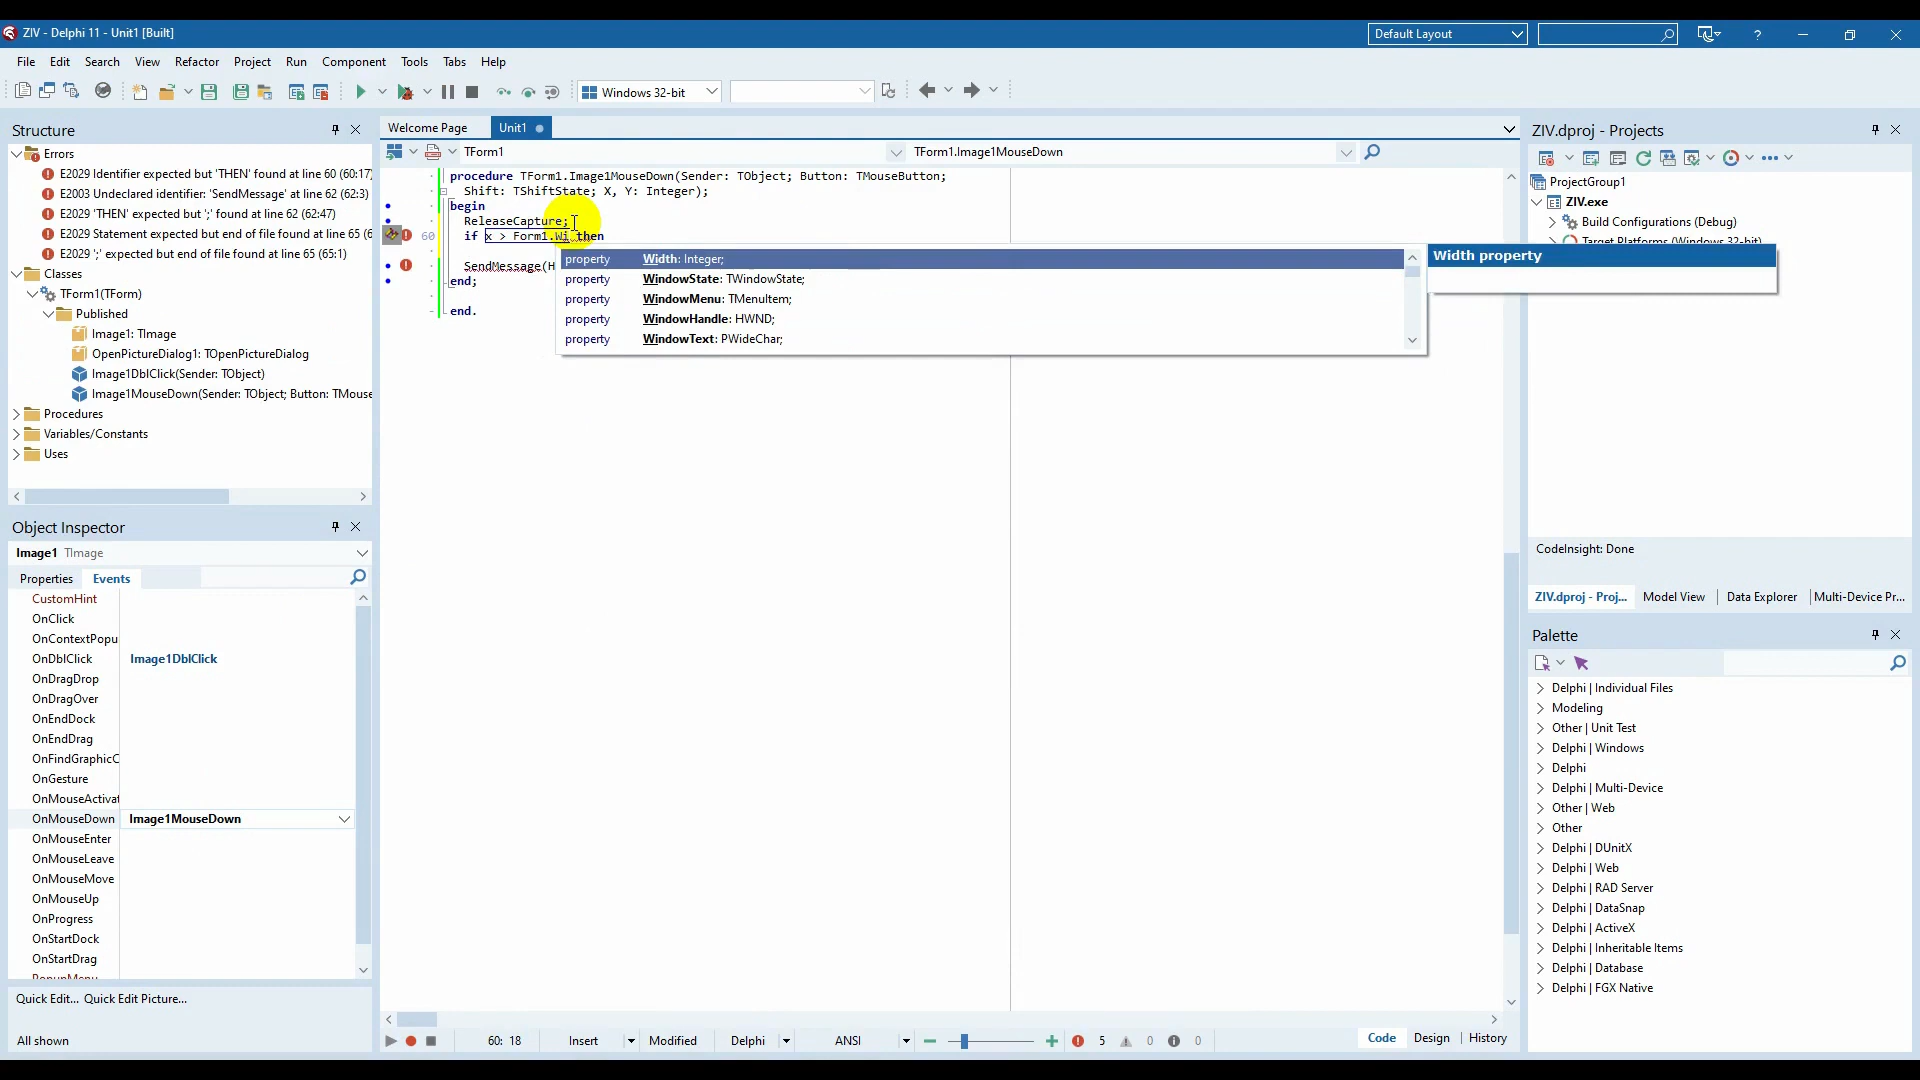 ZIV - Delphi 11 - Unit1 [Built]
Default Layout
?
File Edit Search View Refactor Project Run Component Tools Tabs Help
Windows 32-bit
Structure
Errors
E2029 Identifier expected but 'THEN' found at line 60 (60:17)
E2003 Undeclared identifier: 'SendMessage' at line 62 (62:3)
E2029 'THEN' expected but ';' found at line 62 (62:47)
E2029 Statement expected but end of file found at line 65 (6
E2029 ';' expected but end of file found at line 65 (65:1)
Classes
TForm1(TForm)
Published
Image1: TImage
OpenPictureDialog1: TOpenPictureDialog
Image1DblClick(Sender: TObject)
Image1MouseDown(Sender: TObject; Button: TMouse
Procedures
Variables/Constants
Uses
Object Inspector
Image1 TImage
Properties Events
CustomHint
OnClick
OnContextPopu
OnDblClick Image1DblClick
OnDragDrop
OnDragOver
OnEndDock
OnEndDrag
OnFindGraphicC
OnGesture
OnMouseActivat
OnMouseDown Image1MouseDown
OnMouseEnter
OnMouseLeave
OnMouseMove
OnMouseUp
OnProgress
OnStartDock
OnStartDrag
PopupMenu
Quick Edit... Quick Edit Picture...
All shown
Welcome Page Unit1
TForm1 TForm1.Image1MouseDown
procedure TForm1.Image1MouseDown(Sender: TObject; Button: TMouseButton;
Shift: TShiftState; X, Y: Integer);
begin
ReleaseCapture;
60 if x > Form1.Wi then
SendMessage(H
end;
end.
property Width: Integer;
property WindowState: TWindowState;
property WindowMenu: TMenuItem;
property WindowHandle: HWND;
property WindowText: PWideChar;
Width property
60: 18 Insert Modified Delphi ANSI 5 0 0 Code Design History
ZIV.dproj - Projects
ProjectGroup1
ZIV.exe
Build Configurations (Debug)
Target Platforms (Windows 32-bit)
CodeInsight: Done
ZIV.dproj - Proj... Model View Data Explorer Multi-Device Pr...
Palette
Delphi | Individual Files
Modeling
Other | Unit Test
Delphi | Windows
Delphi
Delphi | Multi-Device
Other | Web
Other
Delphi | DUnitX
Delphi | Web
Delphi | RAD Server
Delphi | DataSnap
Delphi | ActiveX
Delphi | Inheritable Items
Delphi | Database
Delphi | FGX Native